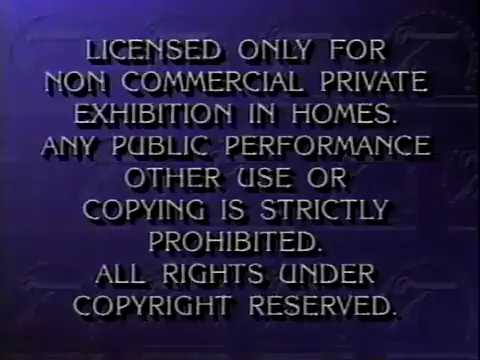 LICENSED ONLY FOR
NON COMMERCIAL PRIVATE
EXHIBITION IN HOMES.
ANY PUBLIC PERFORMANCE
OTHER USE OR
COPYING IS STRICTLY
PROHIBITED.
ALL RIGHTS UNDER
COPYRIGHT RESERVED.